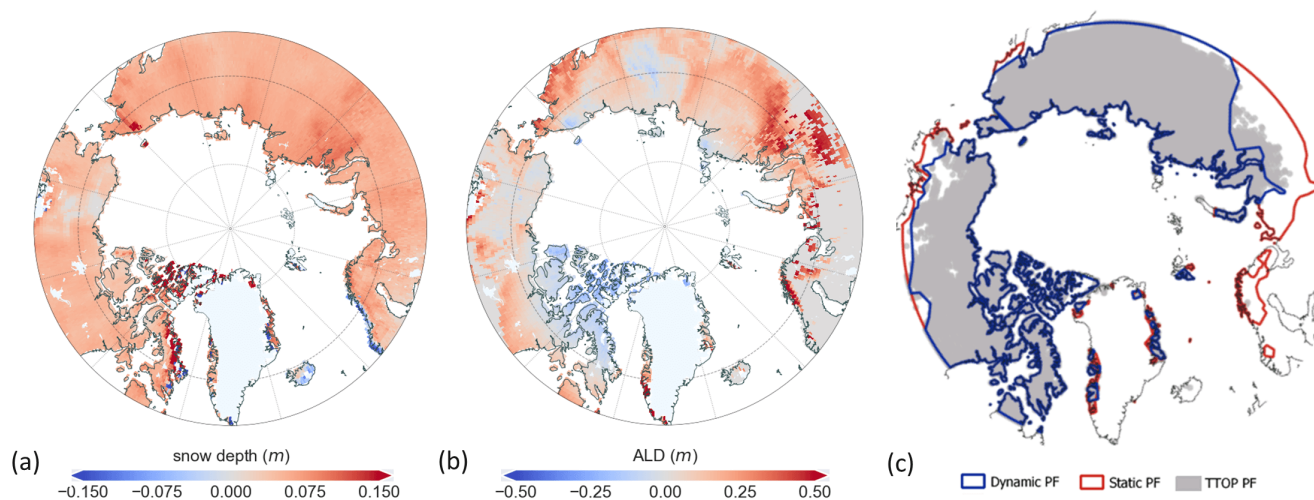 (a)
snow depth (m)
−0.150 −0.075 0.000 0.075 0.150
(b)
ALD (m)
−0.50 −0.25 0.00 0.25 0.50
(c)
Dynamic PF Static PF TTOP PF